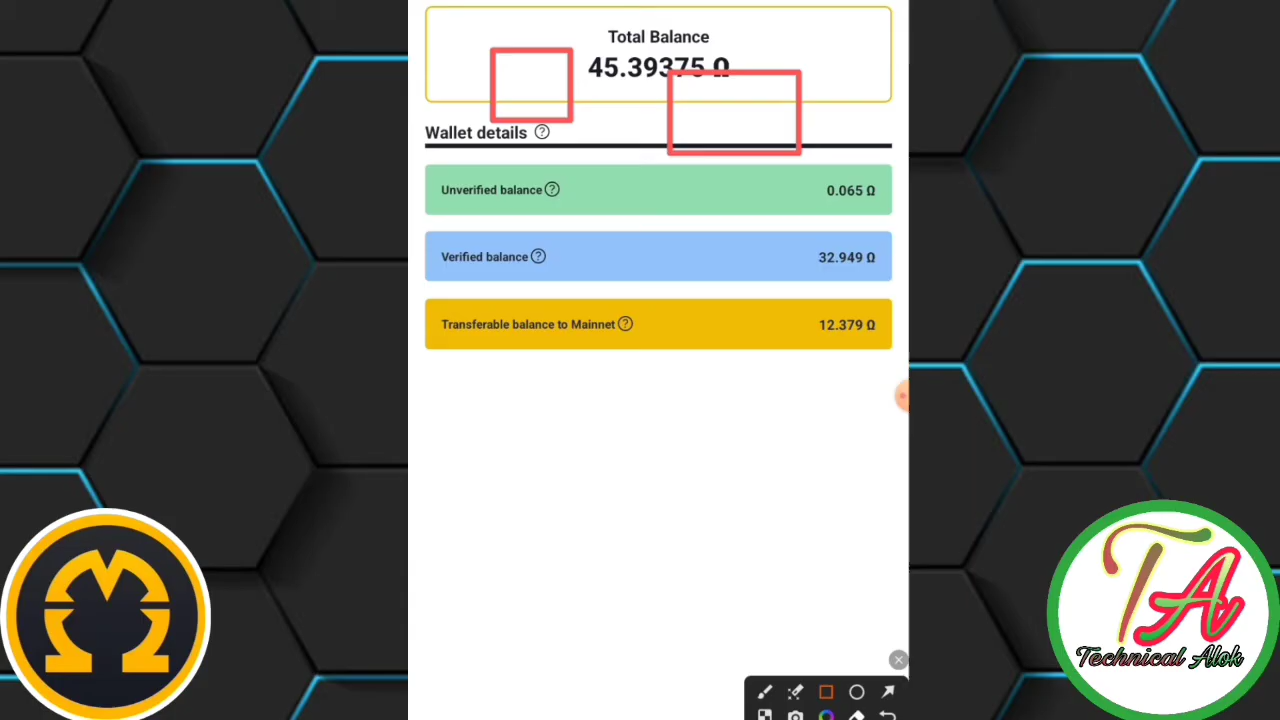 Total Balance
45.39375 Ω
Wallet details ?
Unverified balance ? 0.065 Ω
Verified balance ? 32.949 Ω
Transferable balance to Mainnet ? 12.379 Ω
TA
Technical Alok